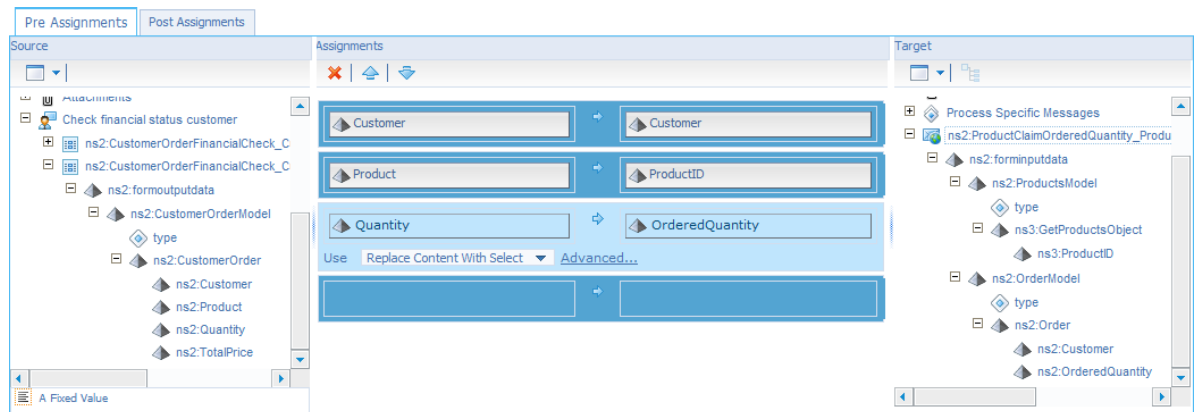 Pre Assignments
Post Assignments
Source
Assignments
Target
Attachments
Check financial status customer
ns2:CustomerOrderFinancialCheck_C
ns2:CustomerOrderFinancialCheck_C
ns2:formoutputdata
ns2:CustomerOrderModel
type
ns2:CustomerOrder
ns2:Customer
ns2:Product
ns2:Quantity
ns2:TotalPrice
A Fixed Value
Customer
Customer
Product
ProductID
Quantity
OrderedQuantity
Use Replace Content With Select Advanced...
Process Specific Messages
ns2:ProductClaimOrderedQuantity_Produ
ns2:forminputdata
ns2:ProductsModel
type
ns3:GetProductsObject
ns3:ProductID
ns2:OrderModel
type
ns2:Order
ns2:Customer
ns2:OrderedQuantity